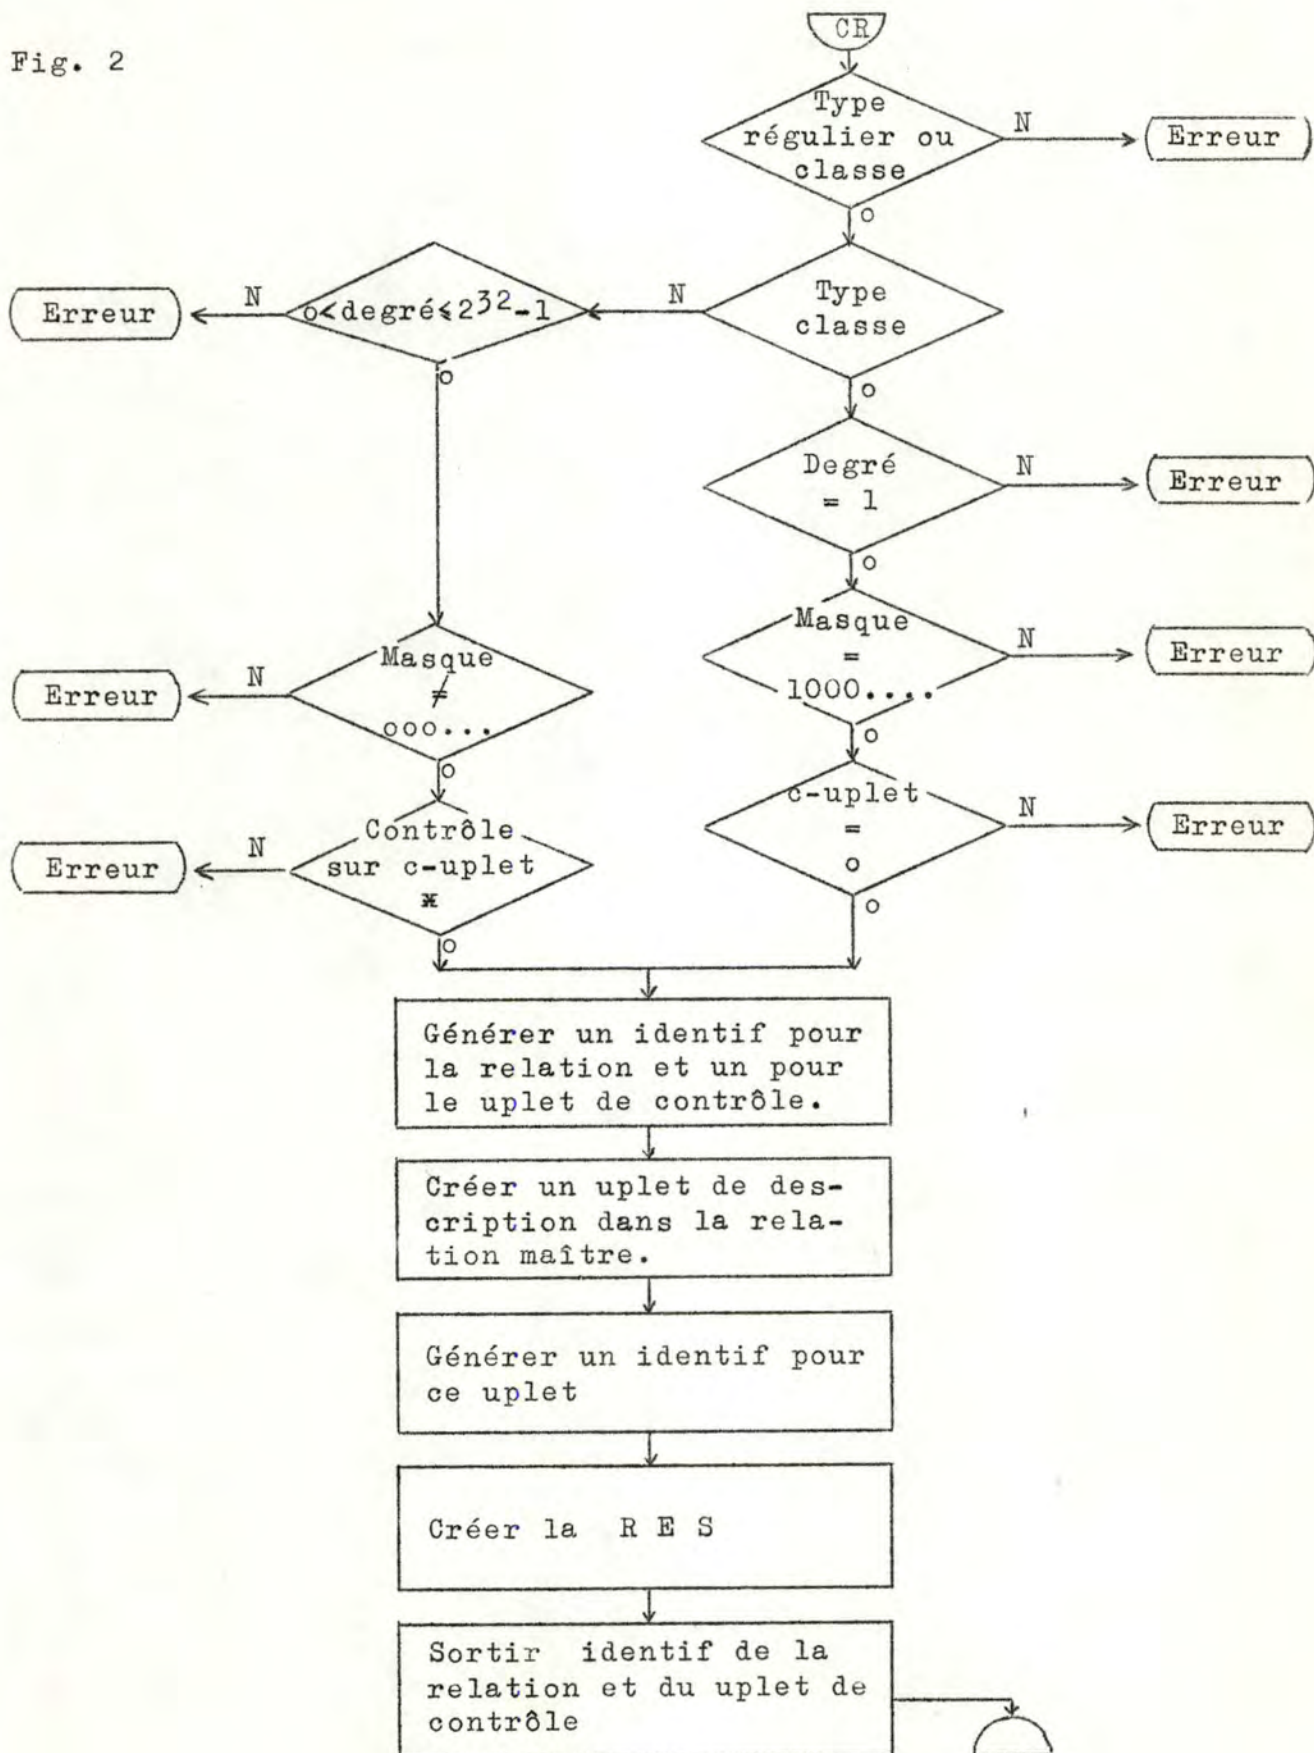 Fig. 2
CR
Type
régulier ou
classe
N
Erreur
o
Type
classe
N
o<degré≤2³²-1
N
Erreur
o
o
Degré
= 1
N
Erreur
o
Masque
=
1000....
N
Erreur
o
Masque
≠
ooo...
N
Erreur
o
c-uplet
=
o
N
Erreur
o
Contrôle
sur c-uplet
*
N
Erreur
o
Générer un identif pour
la relation et un pour
le uplet de contrôle.
Créer un uplet de des-
cription dans la rela-
tion maître.
Générer un identif pour
ce uplet
Créer la R E S
Sortir identif de la
relation et du uplet de
contrôle